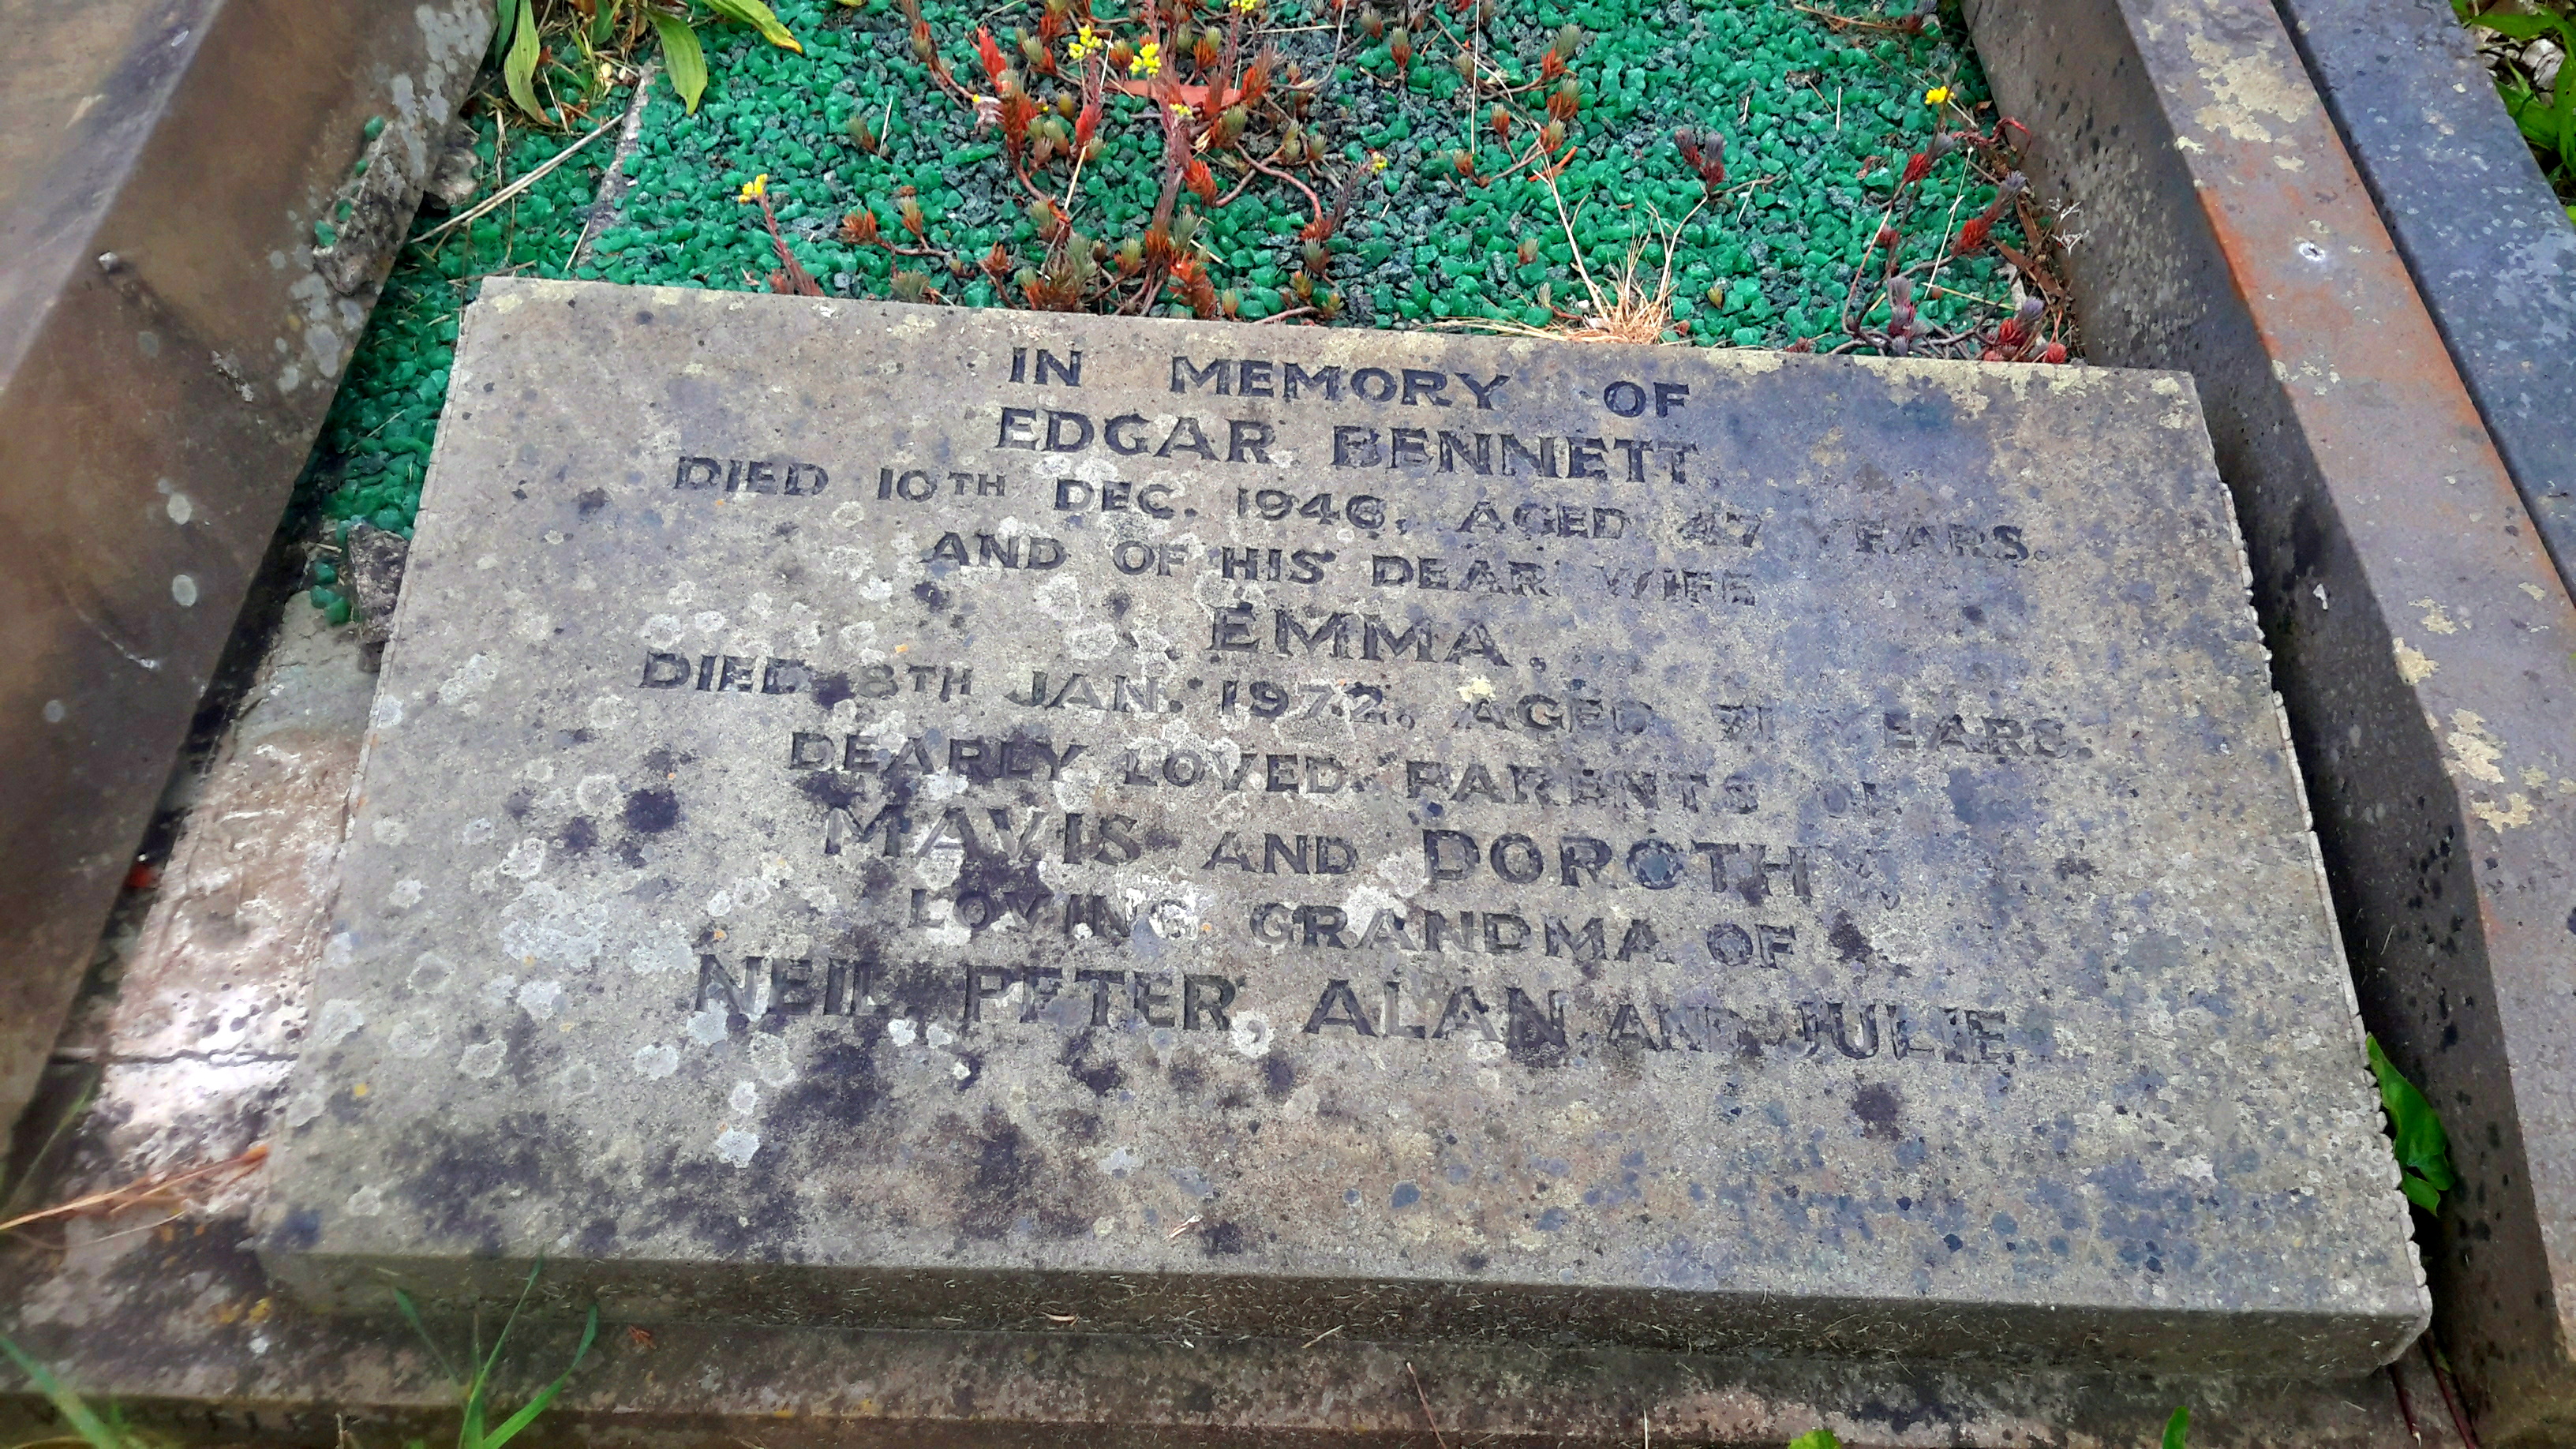 IN MEMORY OF
EDGAR BENNETT
DIED 10TH DEC. 1946, AGED 47 YEARS.
AND OF HIS DEAR WIFE
EMMA,
DIED 8TH JAN. 1972, AGED 71 YEARS.
DEARLY LOVED PARENTS OF
MAVIS AND DOROTHY,
LOVING GRANDMA OF
NEIL, PETER, ALAN AND JULIE